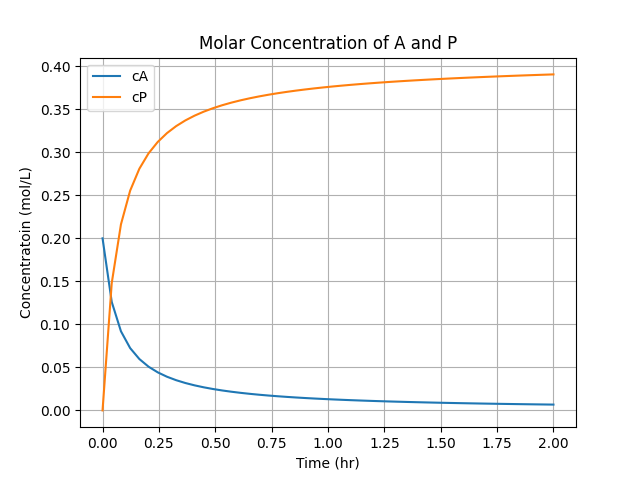 Molar Concentration of A and P
cA
cP
0.40
0.35
0.30
0.25
0.20
0.15
0.10
0.05
0.00
Concentratoin (mol/L)
0.00 0.25 0.50 0.75 1.00 1.25 1.50 1.75 2.00
Time (hr)